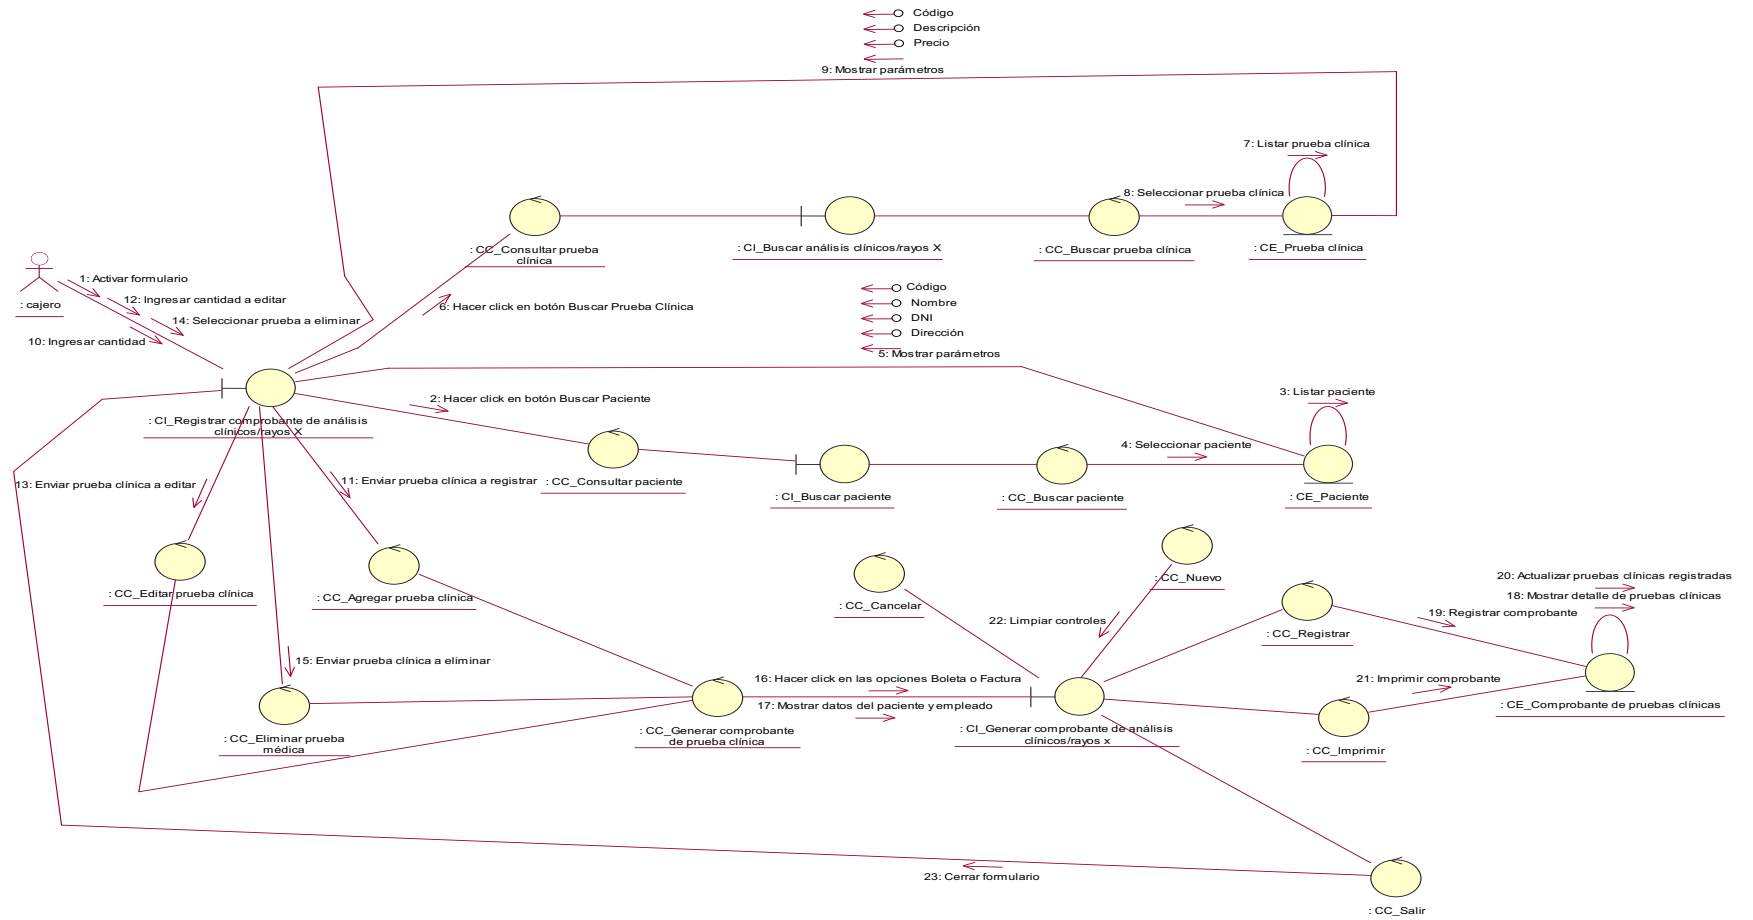 Código
Descripción
Precio
9: Mostrar parámetros
7: Listar prueba clínica
8: Seleccionar prueba clínica
: CC_Consultar prueba
clínica
: CI_Buscar análisis clínicos/rayos X
: CC_Buscar prueba clínica
: CE_Prueba clínica
: cajero
1: Activar formulario
12: Ingresar cantidad a editar
14: Seleccionar prueba a eliminar
10: Ingresar cantidad
6: Hacer click en botón Buscar Prueba Clínica
Código
Nombre
DNI
Dirección
5: Mostrar parámetros
: CI_Registrar comprobante de análisis
clínicos/rayos X
2: Hacer click en botón Buscar Paciente
3: Listar paciente
4: Seleccionar paciente
: CC_Consultar paciente
: CI_Buscar paciente
: CC_Buscar paciente
: CE_Paciente
13: Enviar prueba clínica a editar
11: Enviar prueba clínica a registrar
: CC_Editar prueba clínica
: CC_Agregar prueba clínica
: CC_Cancelar
: CC_Nuevo
22: Limpiar controles
: CC_Registrar
20: Actualizar pruebas clínicas registradas
18: Mostrar detalle de pruebas clínicas
19: Registrar comprobante
15: Enviar prueba clínica a eliminar
16: Hacer click en las opciones Boleta o Factura
17: Mostrar datos del paciente y empleado
21: Imprimir comprobante
: CE_Comprobante de pruebas clínicas
: CC_Eliminar prueba
médica
: CC_Generar comprobante
de prueba clínica
: CI_Generar comprobante de análisis
clínicos/rayos x
: CC_Imprimir
23: Cerrar formulario
: CC_Salir